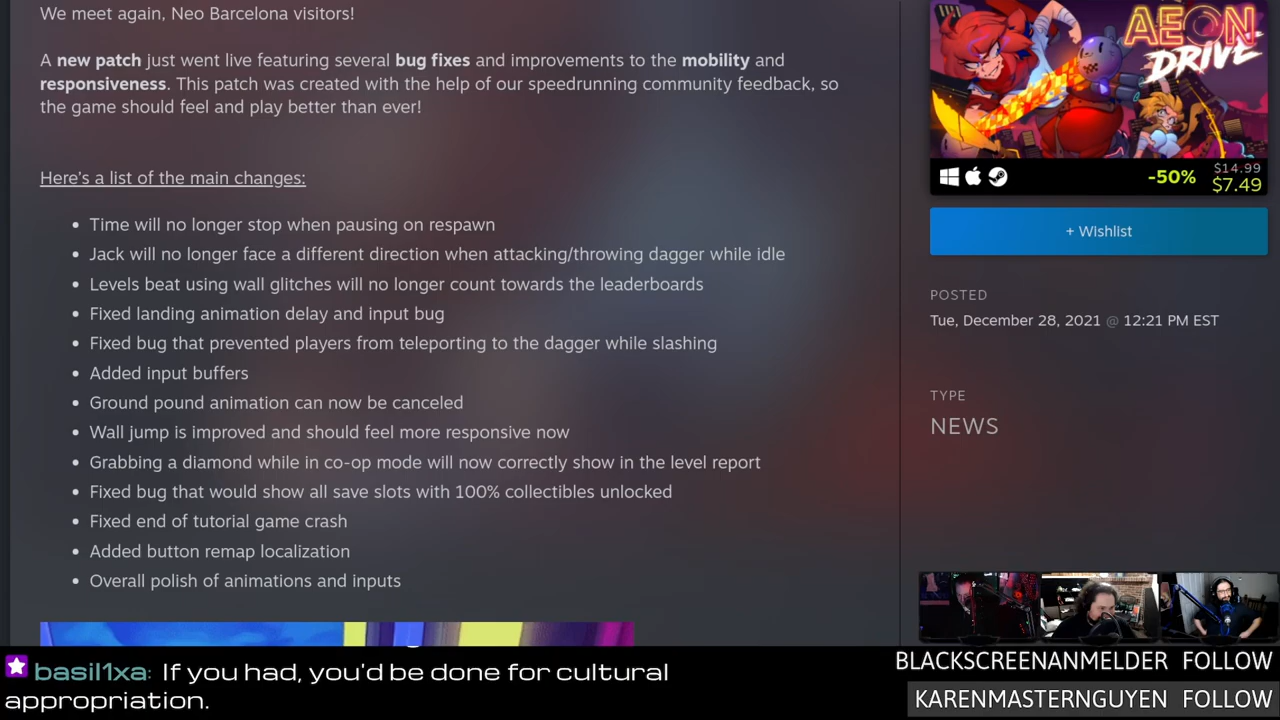 We meet again, Neo Barcelona visitors!
A new patch just went live featuring several bug fixes and improvements to the mobility and
responsiveness. This patch was created with the help of our speedrunning community feedback, so
the game should feel and play better than ever!
Here's a list of the main changes:
• Time will no longer stop when pausing on respawn
• Jack will no longer face a different direction when attacking/throwing dagger while idle
• Levels beat using wall glitches will no longer count towards the leaderboards
• Fixed landing animation delay and input bug
• Fixed bug that prevented players from teleporting to the dagger while slashing
• Added input buffers
• Ground pound animation can now be canceled
• Wall jump is improved and should feel more responsive now
• Grabbing a diamond while in co-op mode will now correctly show in the level report
• Fixed bug that would show all save slots with 100% collectibles unlocked
• Fixed end of tutorial game crash
• Added button remap localization
• Overall polish of animations and inputs
AEON
DRIVE
-50%
$14.99
$7.49
+ Wishlist
POSTED
Tue, December 28, 2021 @ 12:21 PM EST
TYPE
NEWS
basil1xa: If you had, you'd be done for cultural
appropriation.
BLACKSCREENANMELDER FOLLOW
KARENMASTERNGUYEN FOLLOW